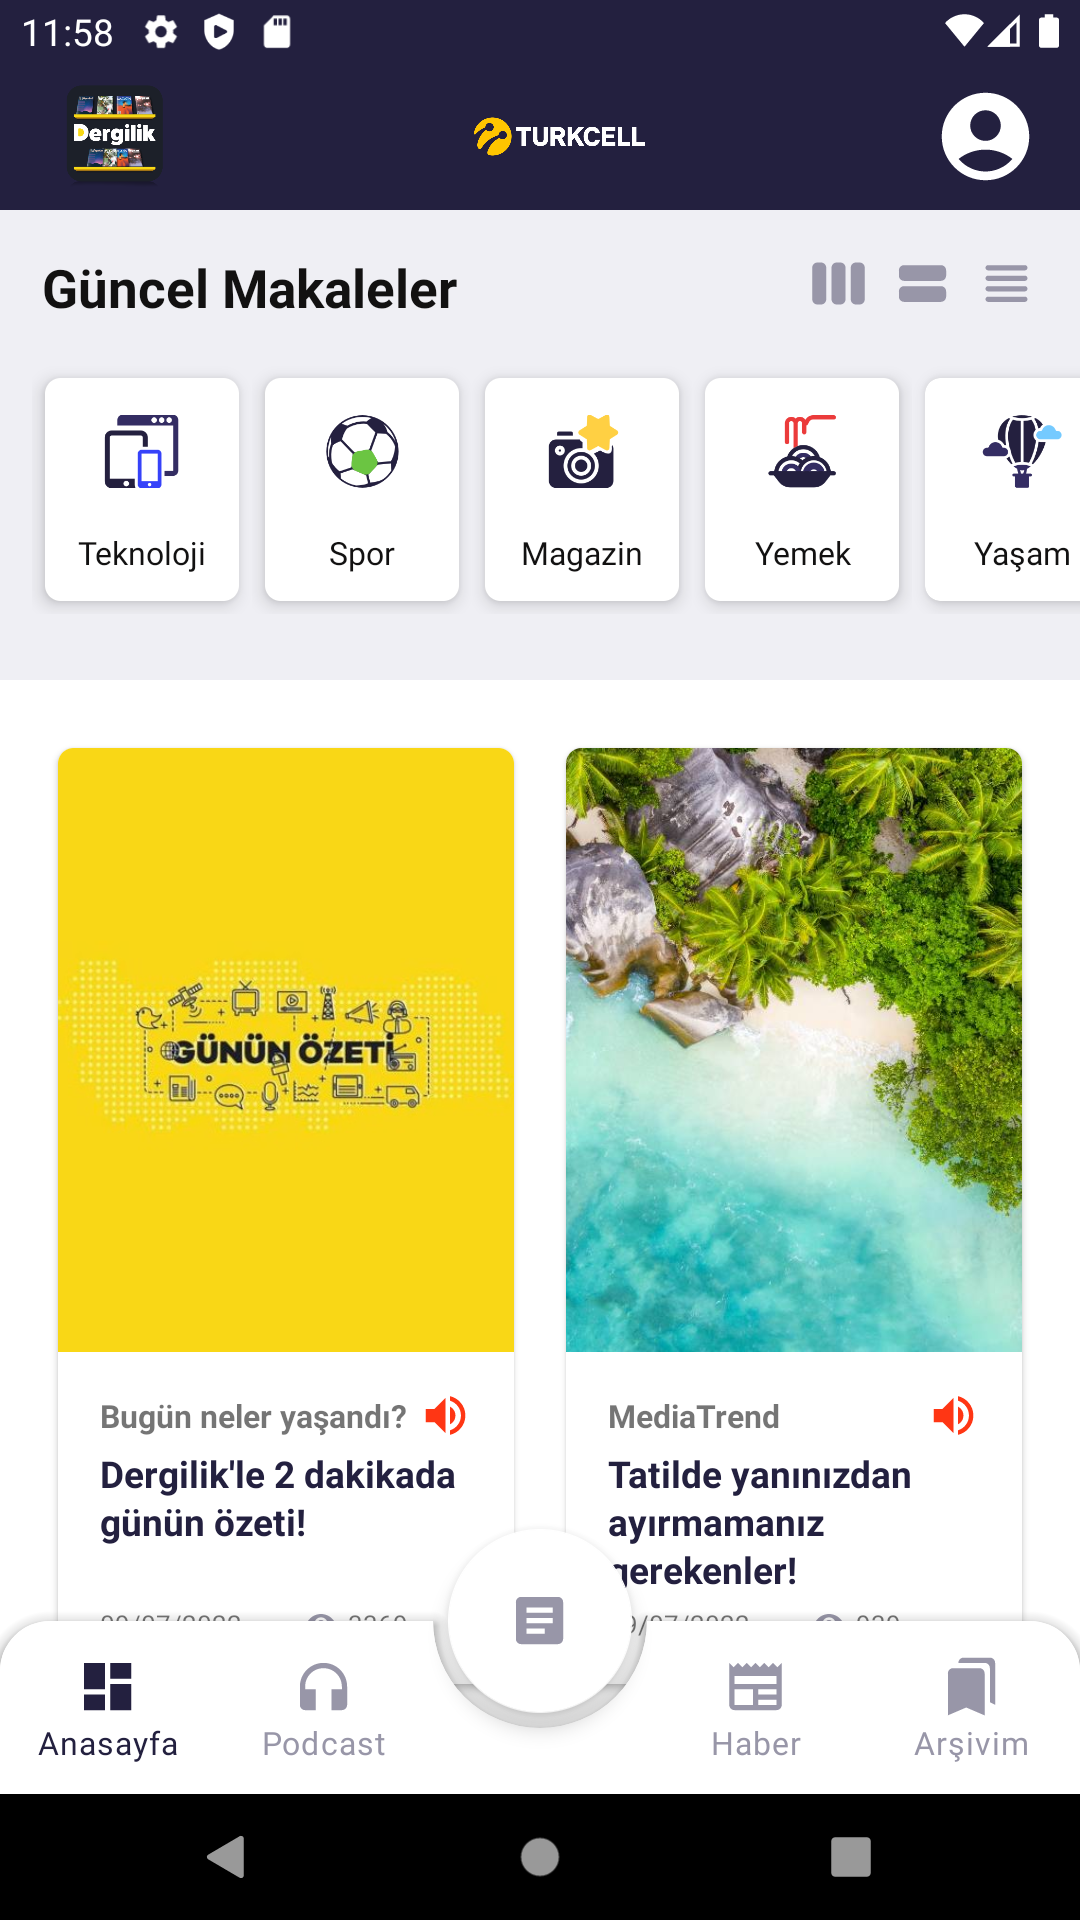 11:58
Dergilik
TURKCELL
Güncel Makaleler
Teknoloji
Spor
Magazin
Yemek
Yaşam
GÜNÜN ÖZETİ
Bugün neler yaşandı?
Dergilik'le 2 dakikada
günün özeti!
MediaTrend
Tatilde yanınızdan
ayırmamanız
gerekenler!
Anasayfa
Podcast
Haber
Arşivim